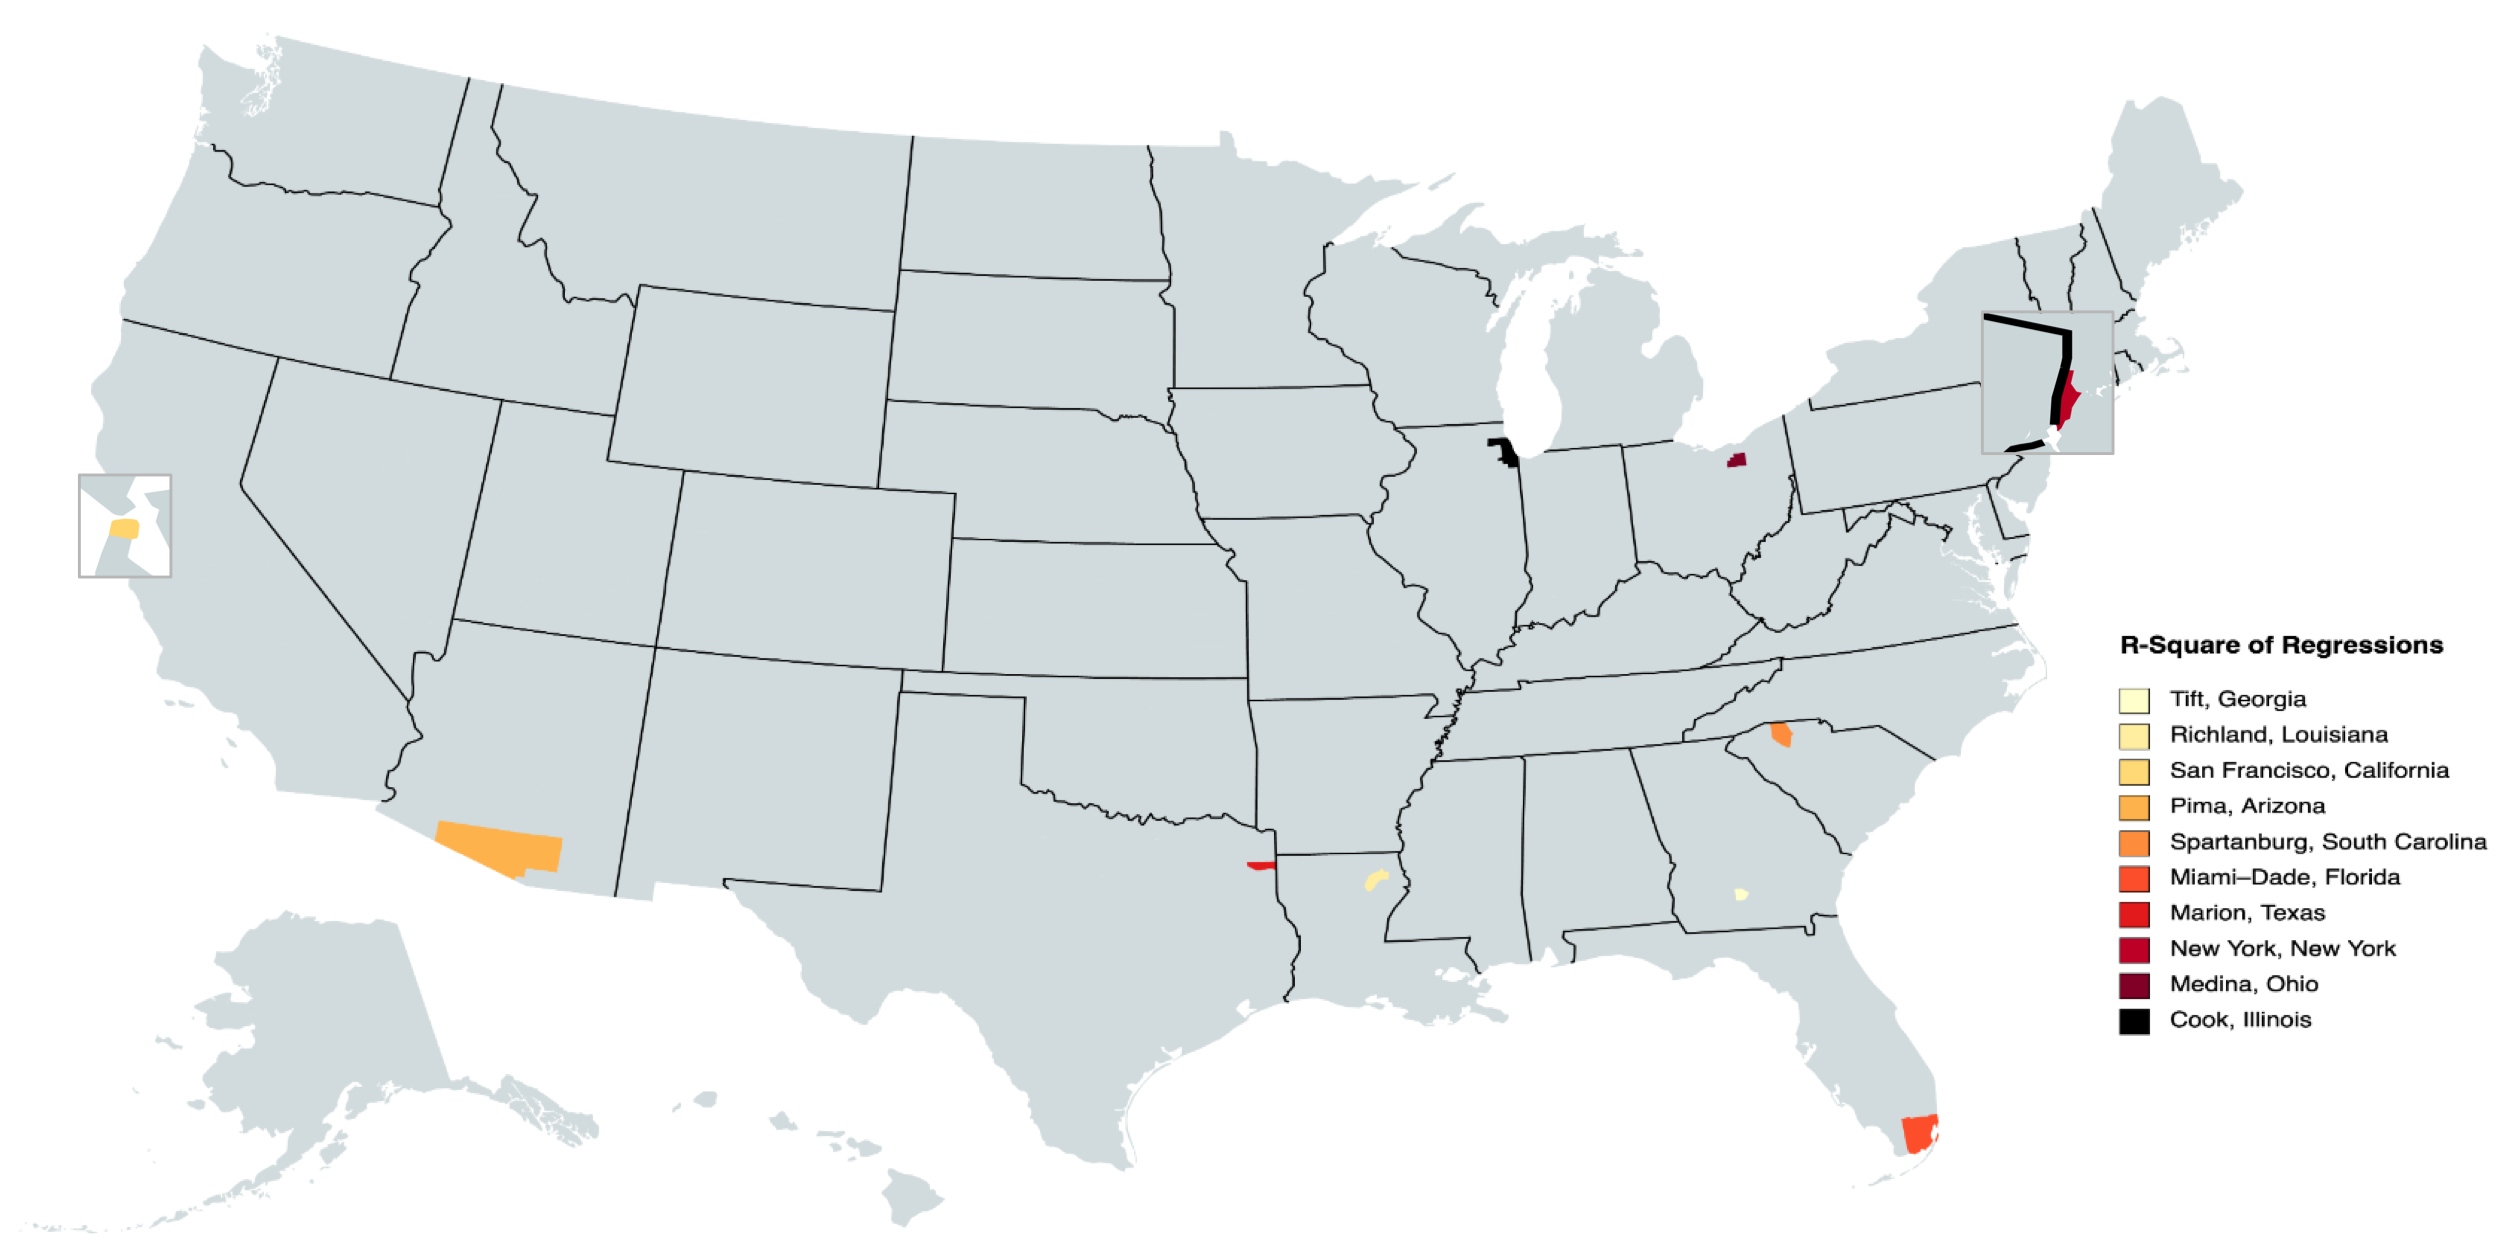 R-Square of Regressions
Tift, Georgia
Richland, Louisiana
San Francisco, California
Pima, Arizona
Spartanburg, South Carolina
Miami–Dade, Florida
Marion, Texas
New York, New York
Medina, Ohio
Cook, Illinois